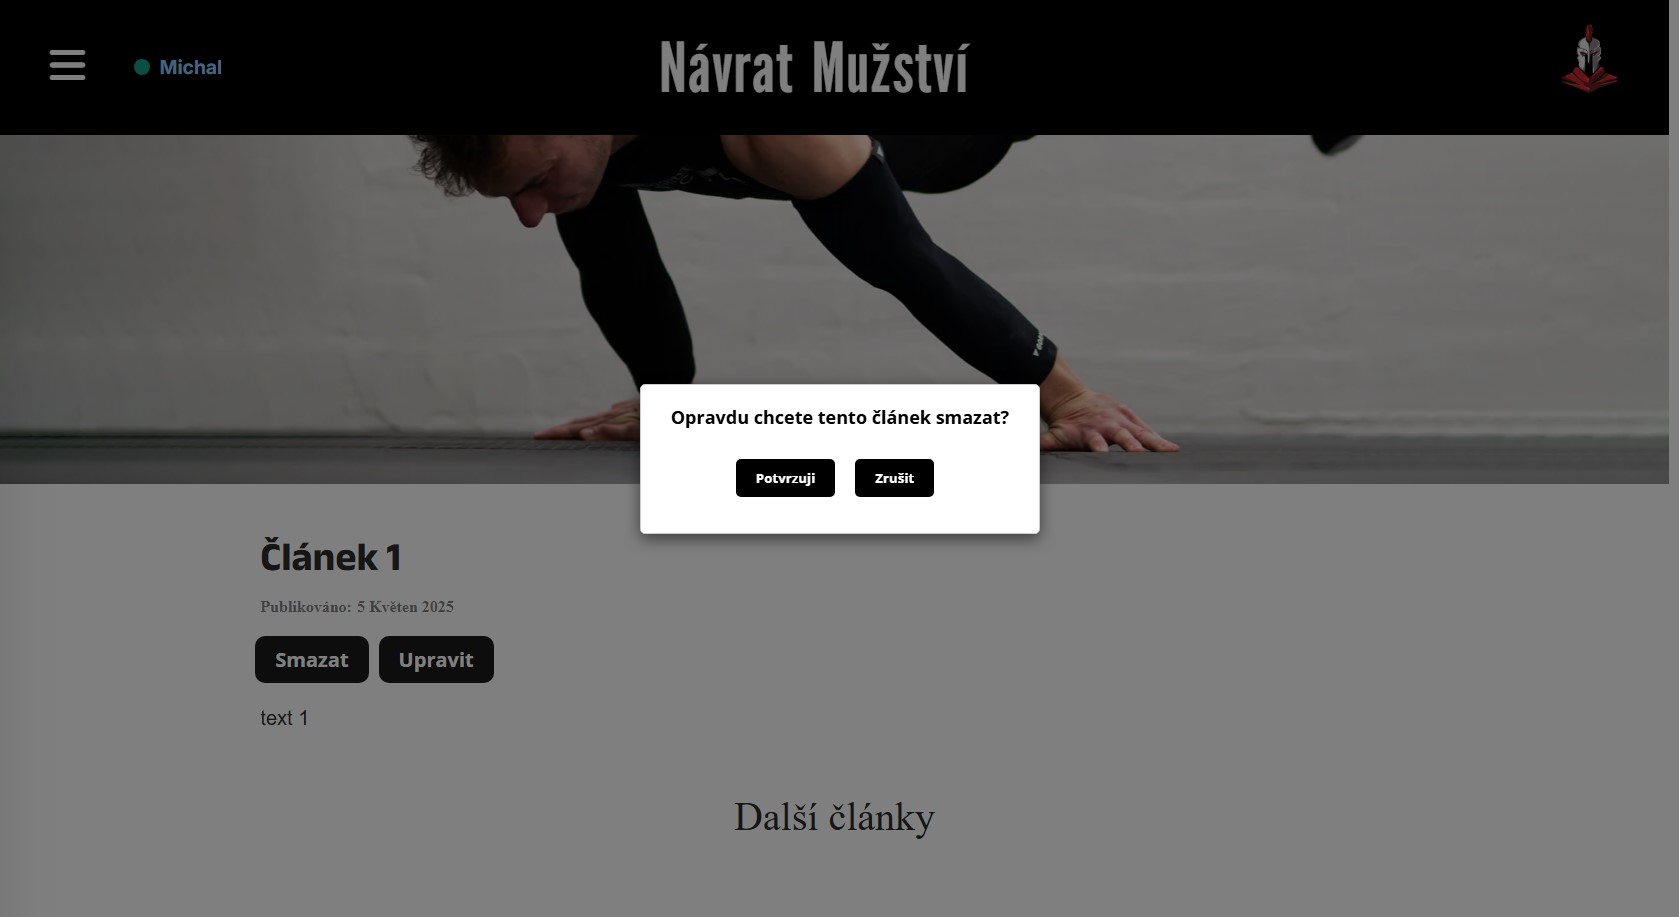 Michal
Návrat Mužství
Opravdu chcete tento článek smazat?
Potvrzuji
Zrušit
Článek 1
Publikováno: 5 Květen 2025
Smazat
Upravit
text 1
Další články